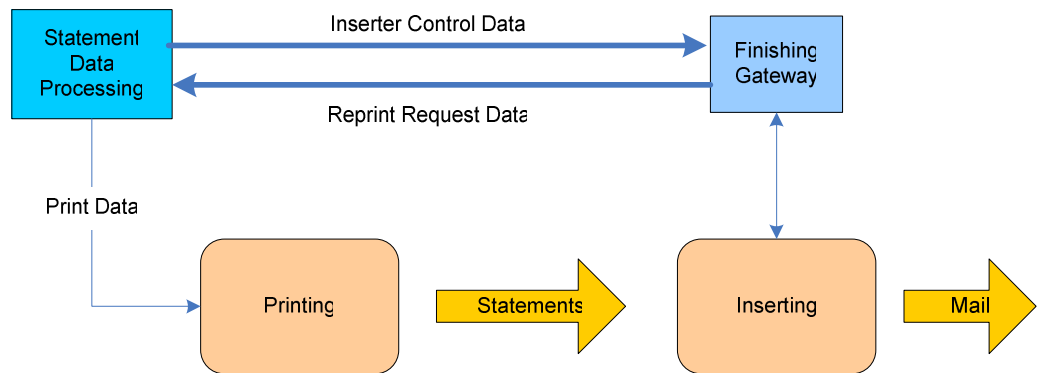 Statement
Data
Processing
Inserter Control Data
Finishing
Gateway
Reprint Request Data
Print Data
Printing
Statements
Inserting
Mail